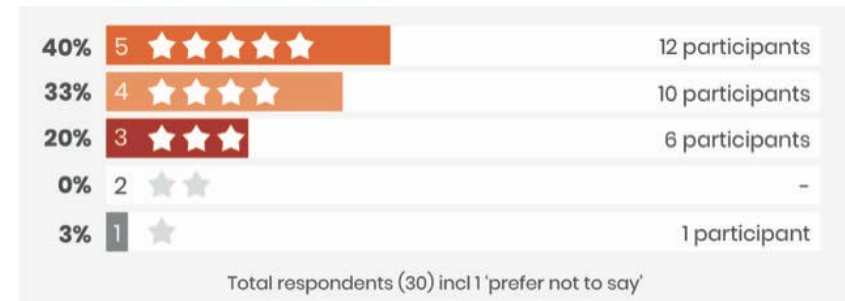 40% 5 12 participants
33% 4 10 participants
20% 3 6 participants
0% 2 -
3% 1 1 participant
Total respondents (30) incl 1 'prefer not to say'